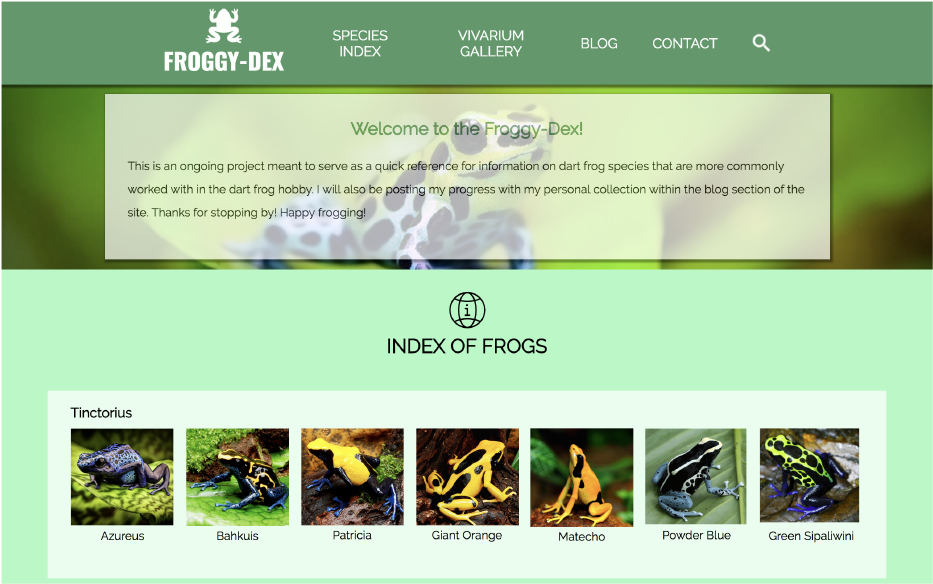 FROGGY-DEX
SPECIES
INDEX
VIVARIUM
GALLERY
BLOG
CONTACT
Welcome to the Froggy-Dex!
This is an ongoing project meant to serve as a quick reference for information on dart frog species that are more commonly
worked with in the dart frog hobby. I will also be posting my progress with my personal collection within the blog section of the
site. Thanks for stopping by! Happy frogging!
i
INDEX OF FROGS
Tinctorius
Azureus
Bahkuis
Patricia
Giant Orange
Matecho
Powder Blue
Green Sipaliwini